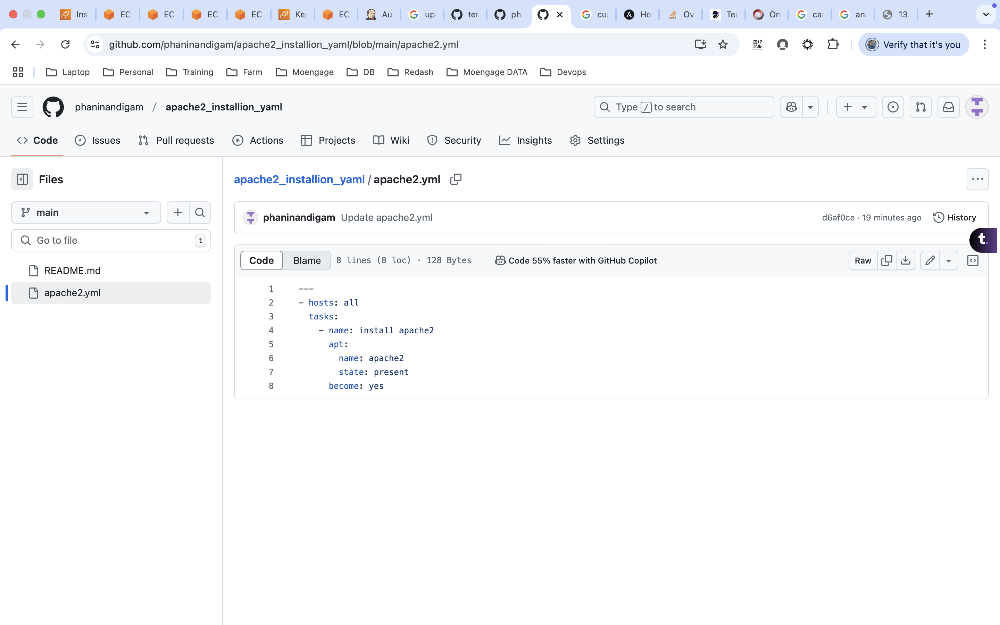 Ins EC EC EC EC Key EC Au up ter ph cu Ho Ov Ter On can ans 13.
github.com/phaninandigam/apache2_installion_yaml/blob/main/apache2.yml Verify that it's you
Laptop Personal Training Farm Moengage DB Redash Moengage DATA Devops
phaninandigam / apache2_installion_yaml Type / to search
Code Issues Pull requests Actions Projects Wiki Security Insights Settings
Files
main
Go to file t
README.md
apache2.yml
apache2_installion_yaml / apache2.yml
phaninandigam Update apache2.yml d6af0ce · 19 minutes ago History
t.
Code Blame 8 lines (8 loc) · 128 Bytes Code 55% faster with GitHub Copilot Raw
1 ---
2 - hosts: all
3 tasks:
4 - name: install apache2
5 apt:
6 name: apache2
7 state: present
8 become: yes